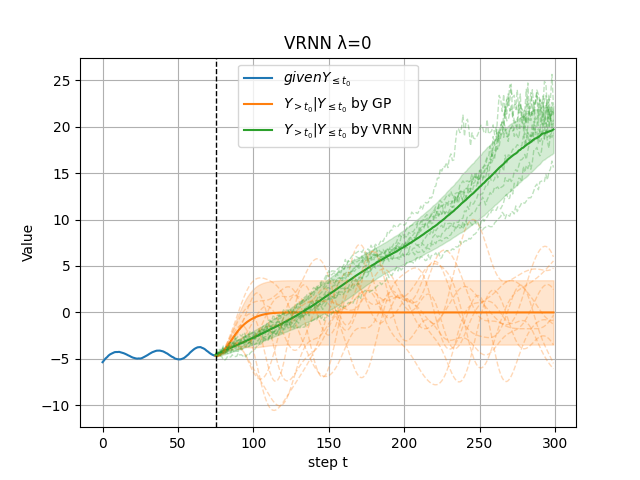 VRNN λ=0
given Y≤t₀
Y>t₀|Y≤t₀ by GP
Y>t₀|Y≤t₀ by VRNN
Value
25
20
15
10
5
0
−5
−10
0 50 100 150 200 250 300
step t